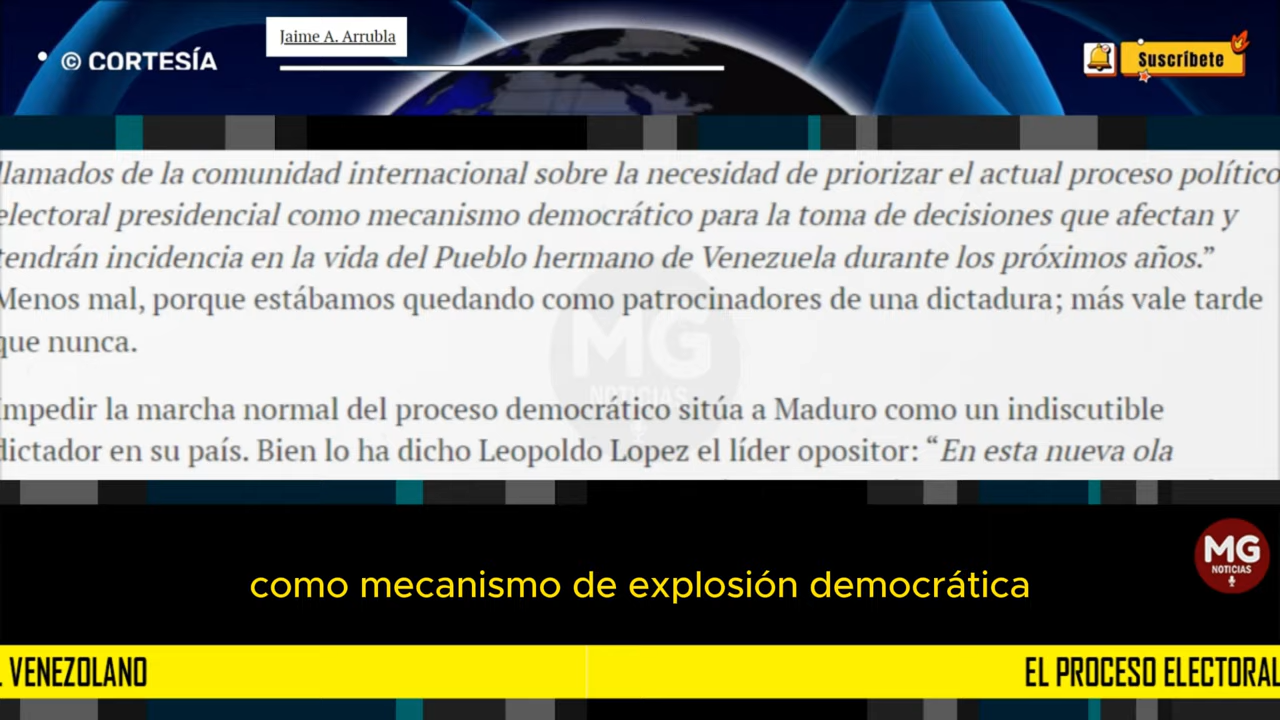 Jaime A. Arrubla
© CORTESÍA
Suscríbete
llamados de la comunidad internacional sobre la necesidad de priorizar el actual proceso político
electoral presidencial como mecanismo democrático para la toma de decisiones que afectan y
tendrán incidencia en la vida del Pueblo hermano de Venezuela durante los próximos años.”
Menos mal, porque estábamos quedando como patrocinadores de una dictadura; más vale tarde
que nunca.
MG
NOTICIAS
impedir la marcha normal del proceso democrático sitúa a Maduro como un indiscutible
dictador en su país. Bien lo ha dicho Leopoldo Lopez el líder opositor: “En esta nueva ola
MG
NOTICIAS
como mecanismo de explosión democrática
VENEZOLANO
EL PROCESO ELECTORAL